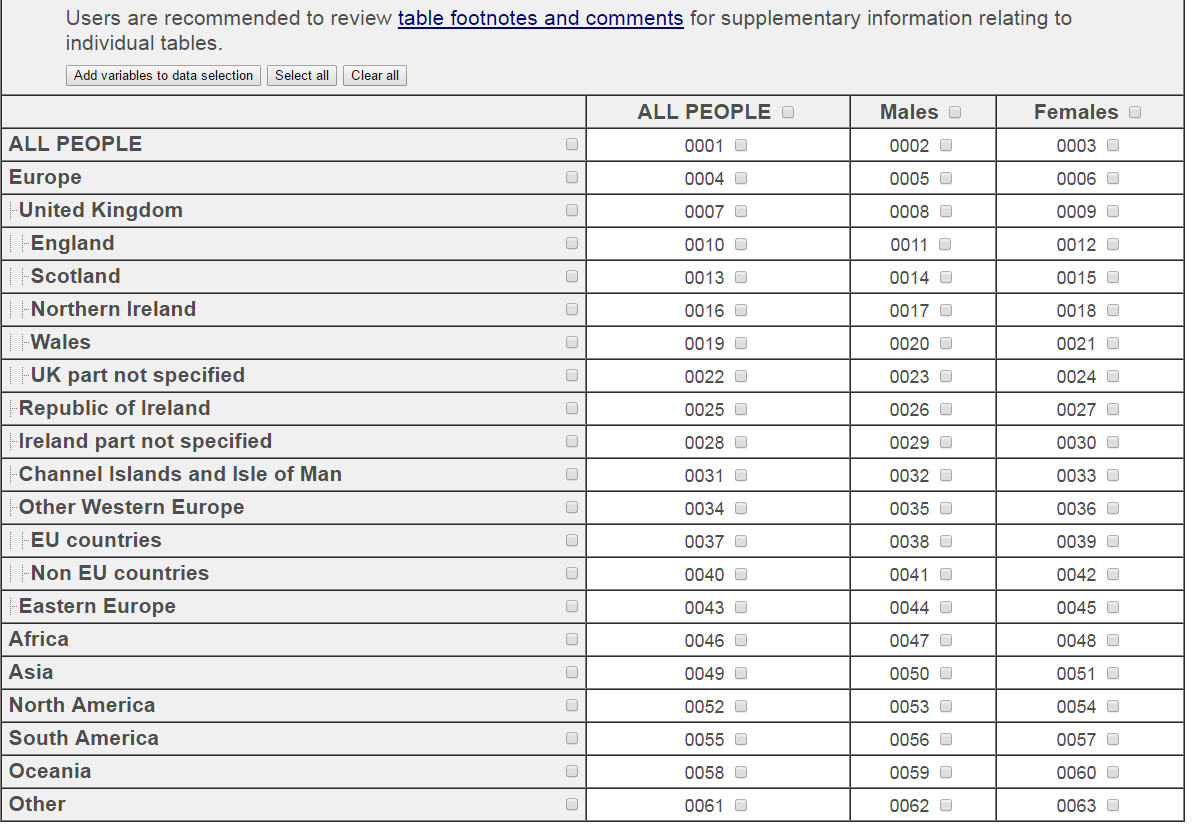 Users are recommended to review table footnotes and comments for supplementary information relating to
individual tables.
Add variables to data selection Select all Clear all
ALL PEOPLE Males Females
ALL PEOPLE 0001 0002 0003
Europe 0004 0005 0006
United Kingdom 0007 0008 0009
England 0010 0011 0012
Scotland 0013 0014 0015
Northern Ireland 0016 0017 0018
Wales 0019 0020 0021
UK part not specified 0022 0023 0024
Republic of Ireland 0025 0026 0027
Ireland part not specified 0028 0029 0030
Channel Islands and Isle of Man 0031 0032 0033
Other Western Europe 0034 0035 0036
EU countries 0037 0038 0039
Non EU countries 0040 0041 0042
Eastern Europe 0043 0044 0045
Africa 0046 0047 0048
Asia 0049 0050 0051
North America 0052 0053 0054
South America 0055 0056 0057
Oceania 0058 0059 0060
Other 0061 0062 0063